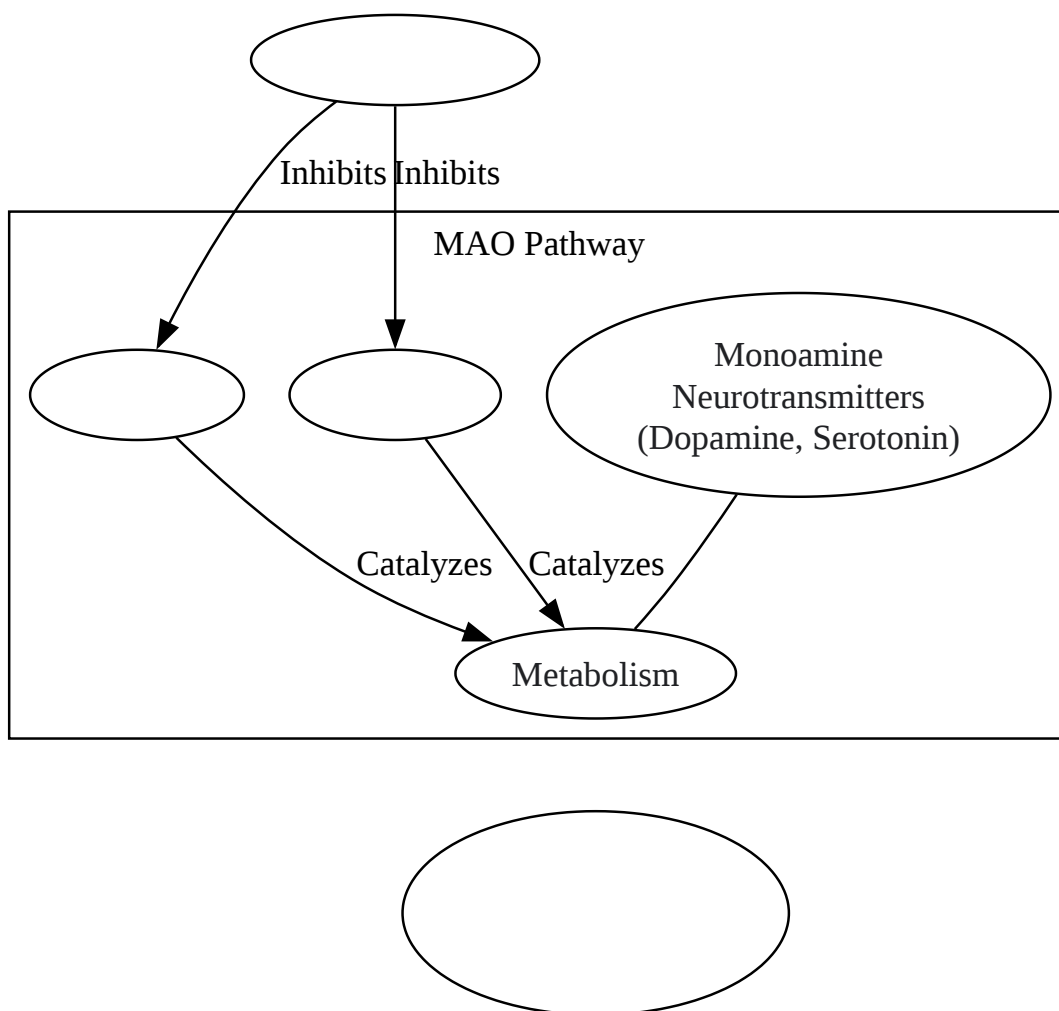 Inhibits Inhibits
MAO Pathway
Monoamine
Neurotransmitters
(Dopamine, Serotonin)
Catalyzes Catalyzes
Metabolism